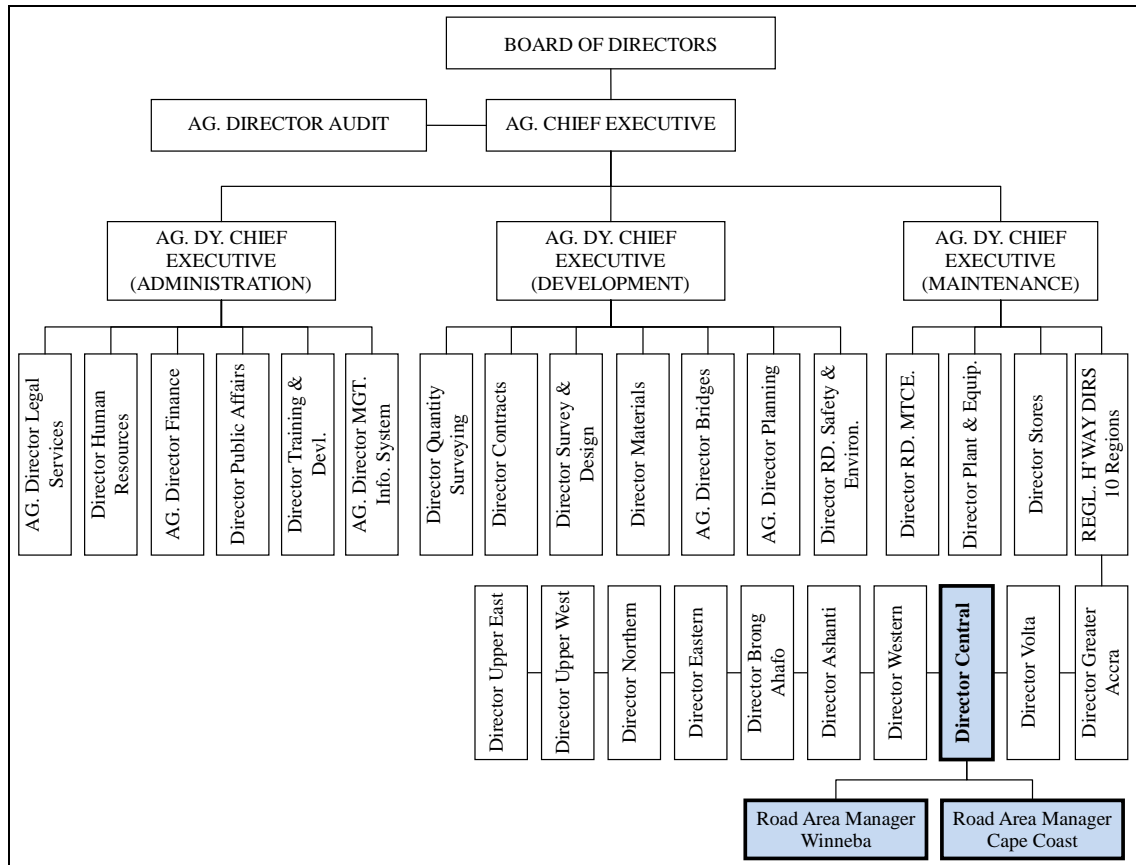 BOARD OF DIRECTORS
AG. DIRECTOR AUDIT
AG. CHIEF EXECUTIVE
AG. DY. CHIEF
EXECUTIVE
(ADMINISTRATION)
AG. DY. CHIEF
EXECUTIVE
(DEVELOPMENT)
AG. DY. CHIEF
EXECUTIVE
(MAINTENANCE)
AG. Director Legal
Services
Director Human
Resources
AG. Director Finance
Director Public Affairs
Director Training &
Devl.
AG. Director MGT.
Info. System
Director Quantity
Surveying
Director Contracts
Director Survey &
Design
Director Materials
AG. Director Bridges
AG. Director Planning
Director RD. Safety &
Environ.
Director RD. MTCE.
Director Plant & Equip.
Director Stores
REGL. H'WAY DIRS
10 Regions
Director Upper East
Director Upper West
Director Northern
Director Eastern
Director Brong
Ahafo
Director Ashanti
Director Western
Director Central
Director Volta
Director Greater
Accra
Road Area Manager
Winneba
Road Area Manager
Cape Coast